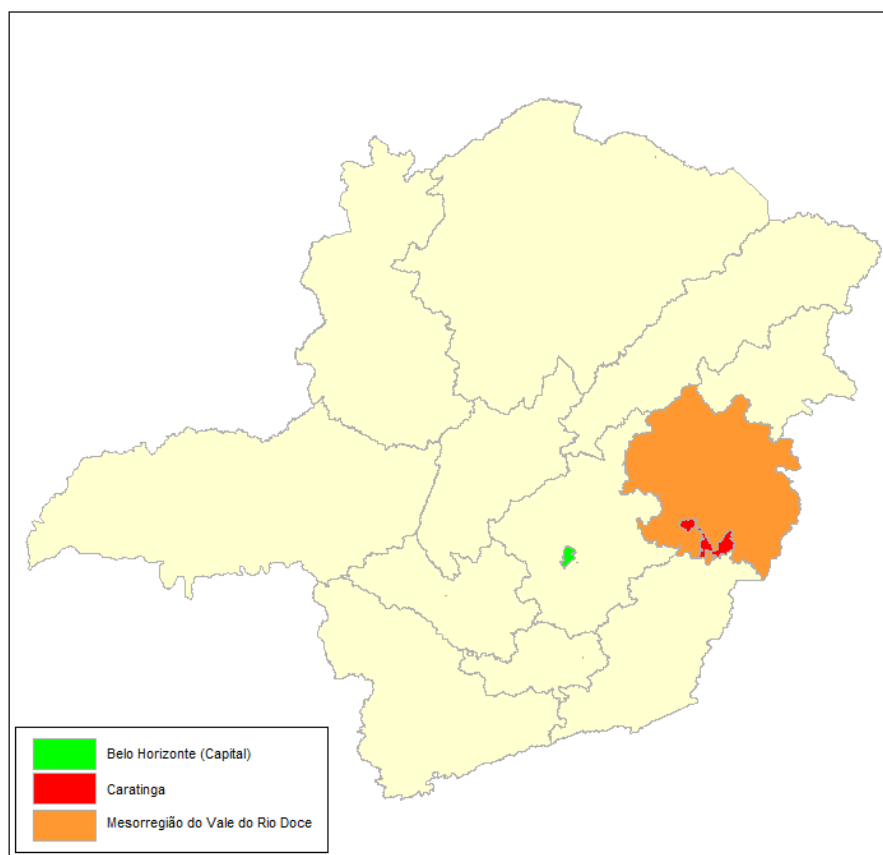 Belo Horizonte (Capital)
Caratinga
Mesorregião do Vale do Rio Doce